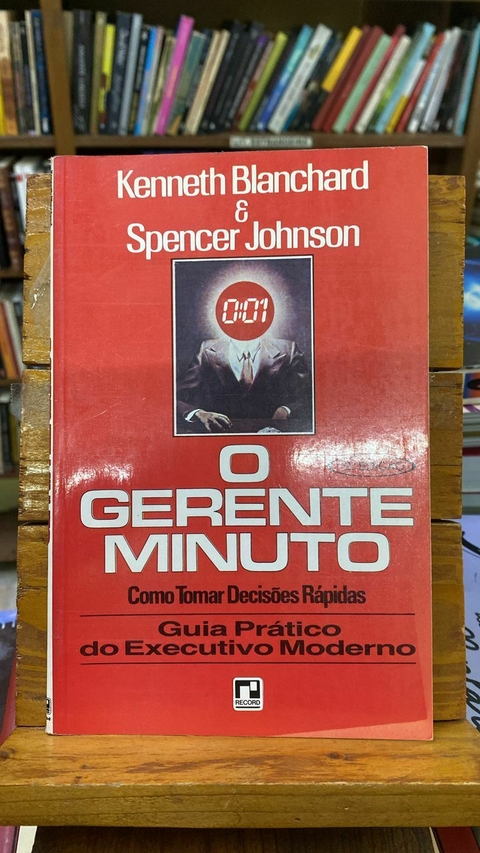 Kenneth Blanchard
&
Spencer Johnson
0:01
O
GERENTE
MINUTO
Como Tomar Decisões Rápidas
Guia Prático
do Executivo Moderno
RECORD